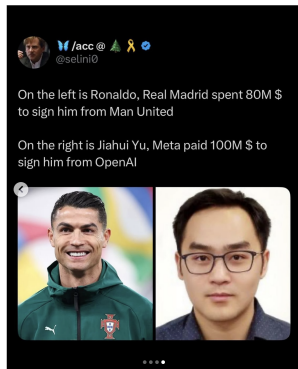 /acc @
@selini0
On the left is Ronaldo, Real Madrid spent 80M $
to sign him from Man United
On the right is Jiahui Yu, Meta paid 100M $ to
sign him from OpenAI